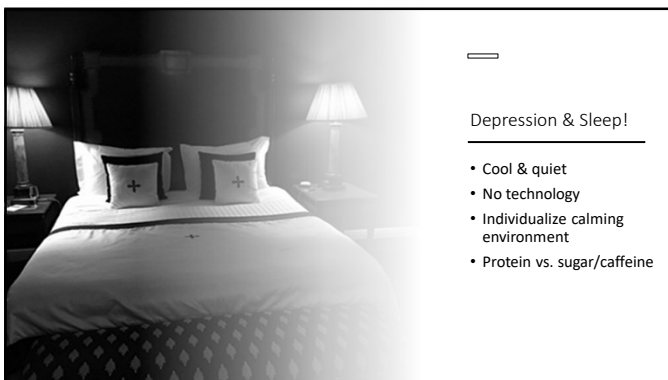 Depression & Sleep!
• Cool & quiet
• No technology
• Individualize calming
environment
• Protein vs. sugar/caffeine